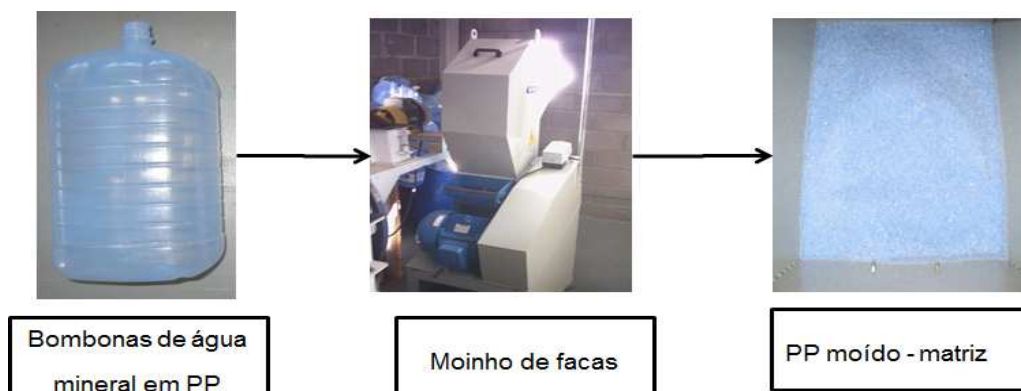 Bombonas de água
mineral em PP
Moinho de facas
PP moído - matriz